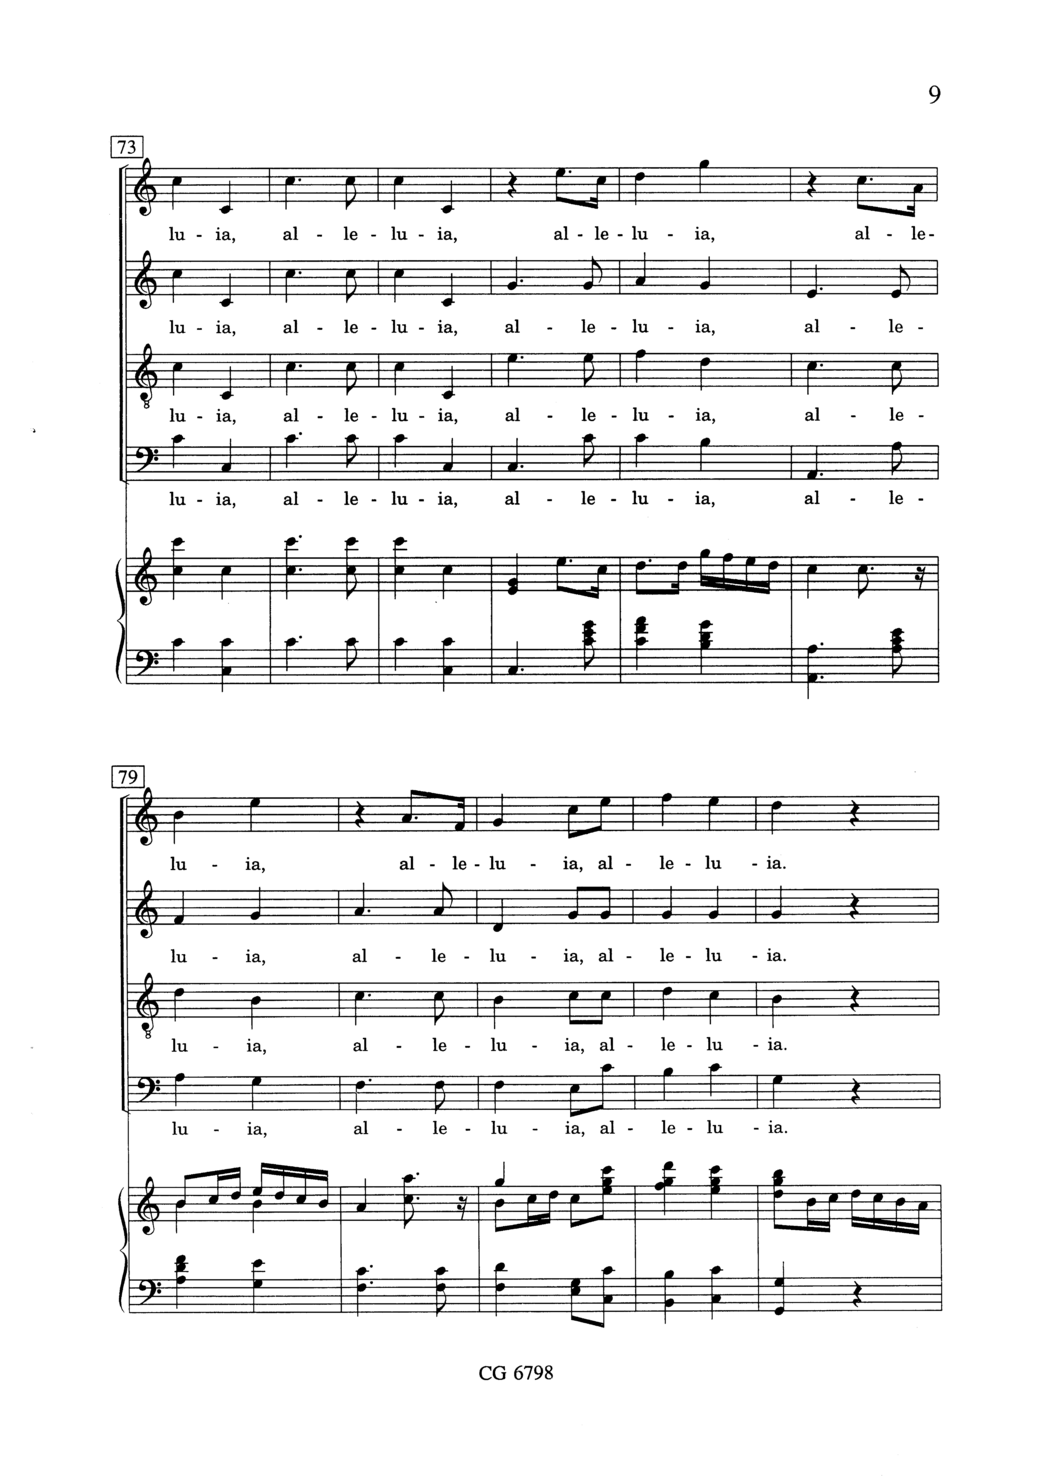 9
73
lu - ia, al - le - lu - ia, al - le - lu - ia, al - le-
lu - ia, al - le - lu - ia, al - le - lu - ia, al - le -
lu - ia, al - le - lu - ia, al - le - lu - ia, al - le -
lu - ia, al - le - lu - ia, al - le - lu - ia, al - le -
79
lu - ia, al - le - lu - ia, al - le - lu - ia.
lu - ia, al - le - lu - ia, al - le - lu - ia.
lu - ia, al - le - lu - ia, al - le - lu - ia.
lu - ia, al - le - lu - ia, al - le - lu - ia.
CG 6798